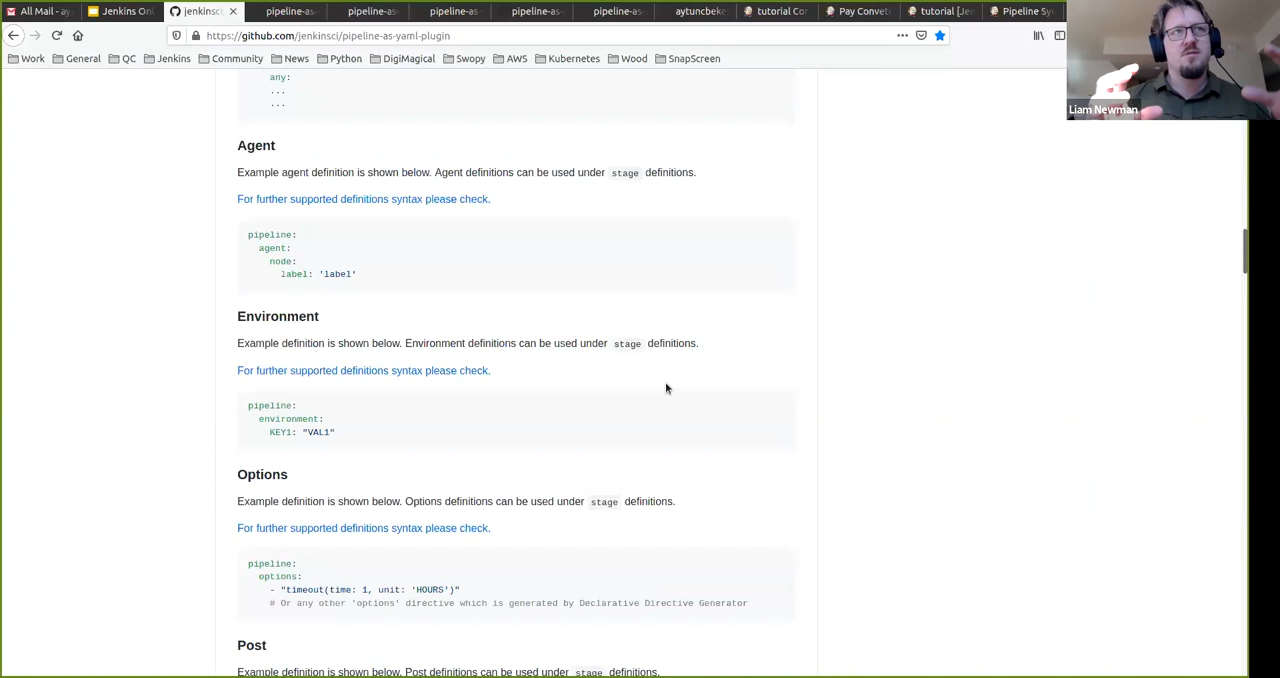 All Mail - ay
Jenkins Onl
jenkinsci
pipeline-as-
pipeline-as-
pipeline-as-
pipeline-as-
pipeline-as-
aytuncbeke
tutorial Cor
Pay Convet
tutorial [Je
Pipeline Syn
https://github.com/jenkinsci/pipeline-as-yaml-plugin
Work General QC Jenkins Community News Python DigiMagical Swopy AWS Kubernetes Wood SnapScreen
Liam Newman
any:
...
...
Agent
Example agent definition is shown below. Agent definitions can be used under stage definitions.
For further supported definitions syntax please check.
pipeline:
agent:
node:
label: 'label'
Environment
Example definition is shown below. Environment definitions can be used under stage definitions.
For further supported definitions syntax please check.
pipeline:
environment:
KEY1: "VAL1"
Options
Example definition is shown below. Options definitions can be used under stage definitions.
For further supported definitions syntax please check.
pipeline:
options:
- "timeout(time: 1, unit: 'HOURS')"
# Or any other 'options' directive which is generated by Declarative Directive Generator
Post
Example definition is shown below. Post definitions can be used under stage definitions.